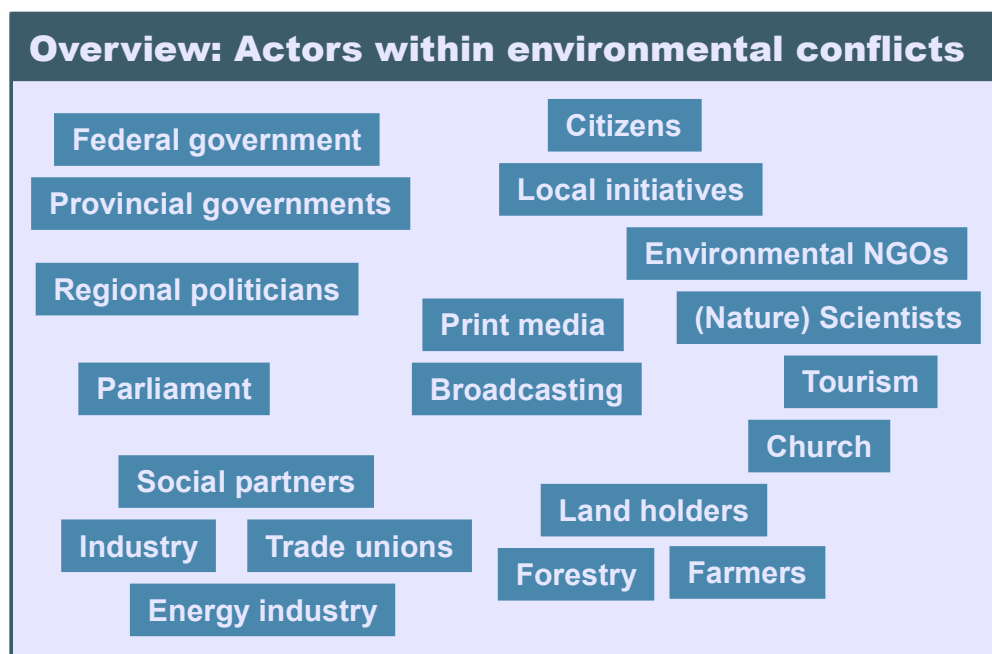 Overview: Actors within environmental conflicts
Federal government
Citizens
Provincial governments
Local initiatives
Environmental NGOs
Regional politicians
Print media
(Nature) Scientists
Parliament
Broadcasting
Tourism
Church
Social partners
Land holders
Industry
Trade unions
Forestry
Farmers
Energy industry